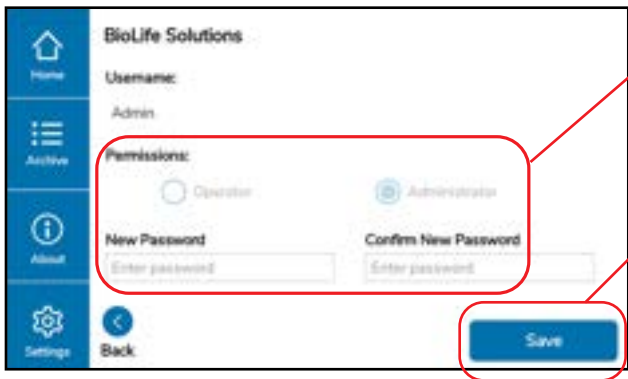 BioLife Solutions
Home
Username:
Admin
Archive
Permissions:
Operator Administrator
About
New Password Confirm New Password
Enter password Enter password
Settings
Back
Save